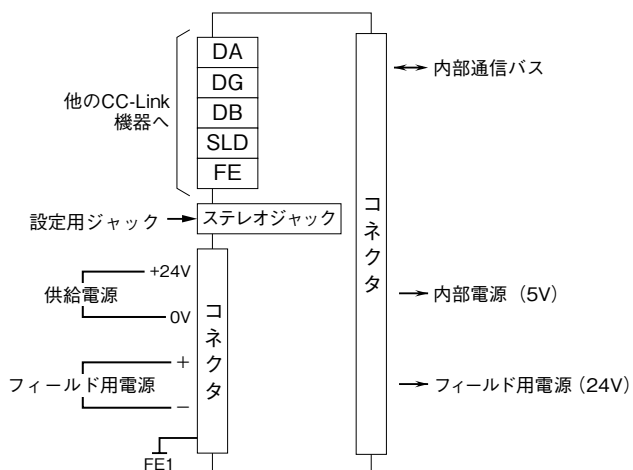 DA
DG
DB
SLD
FE
他のCC-Link
機器へ
設定用ジャック
ステレオジャック
+24V
供給電源
0V
+
フィールド用電源
−
FE1
コネクタ
コネクタ
内部通信バス
内部電源（5V）
フィールド用電源（24V）